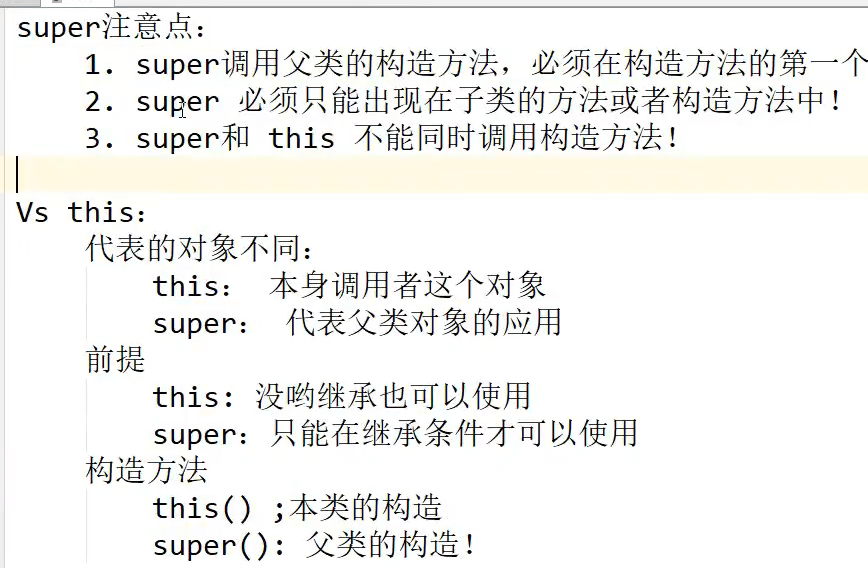 super注意点：
1. super调用父类的构造方法，必须在构造方法的第一个
2. super 必须只能出现在子类的方法或者构造方法中！
3. super和 this 不能同时调用构造方法！
Vs this：
代表的对象不同：
this： 本身调用者这个对象
super： 代表父类对象的应用
前提
this：没哟继承也可以使用
super：只能在继承条件才可以使用
构造方法
this() ;本类的构造
super()：父类的构造！